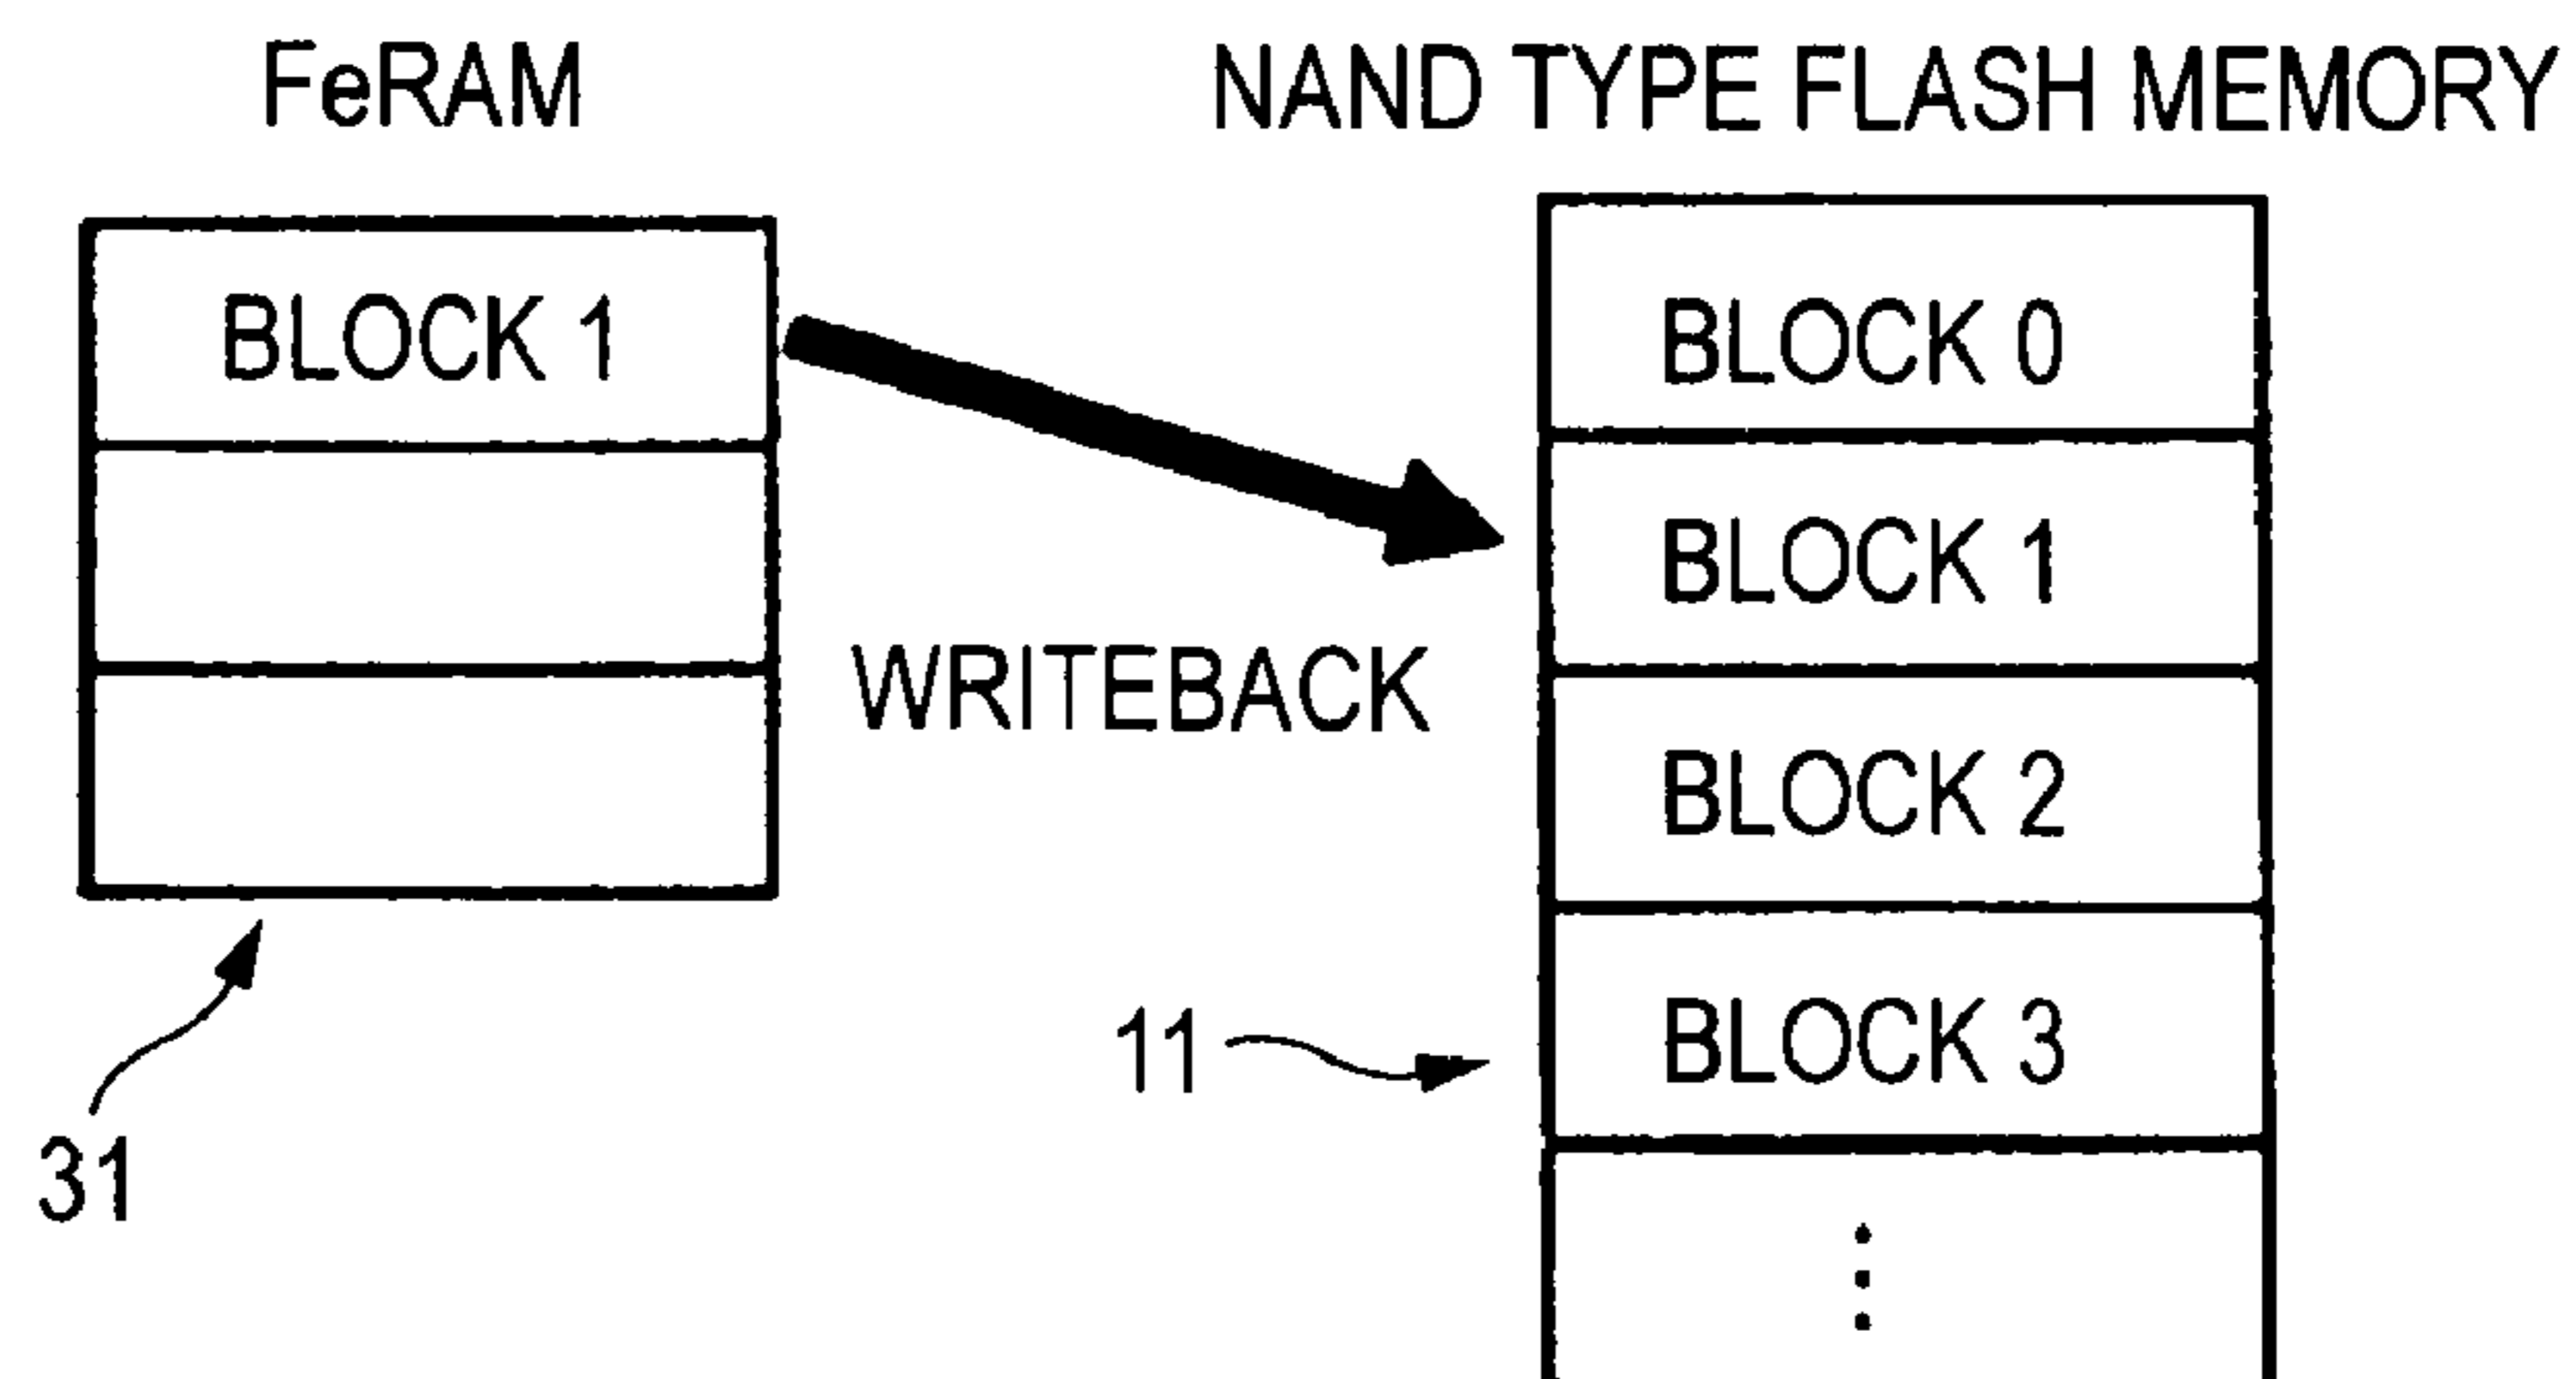 FeRAM
NAND TYPE FLASH MEMORY
BLOCK 1
BLOCK 0
BLOCK 1
WRITEBACK
BLOCK 2
11
BLOCK 3
31